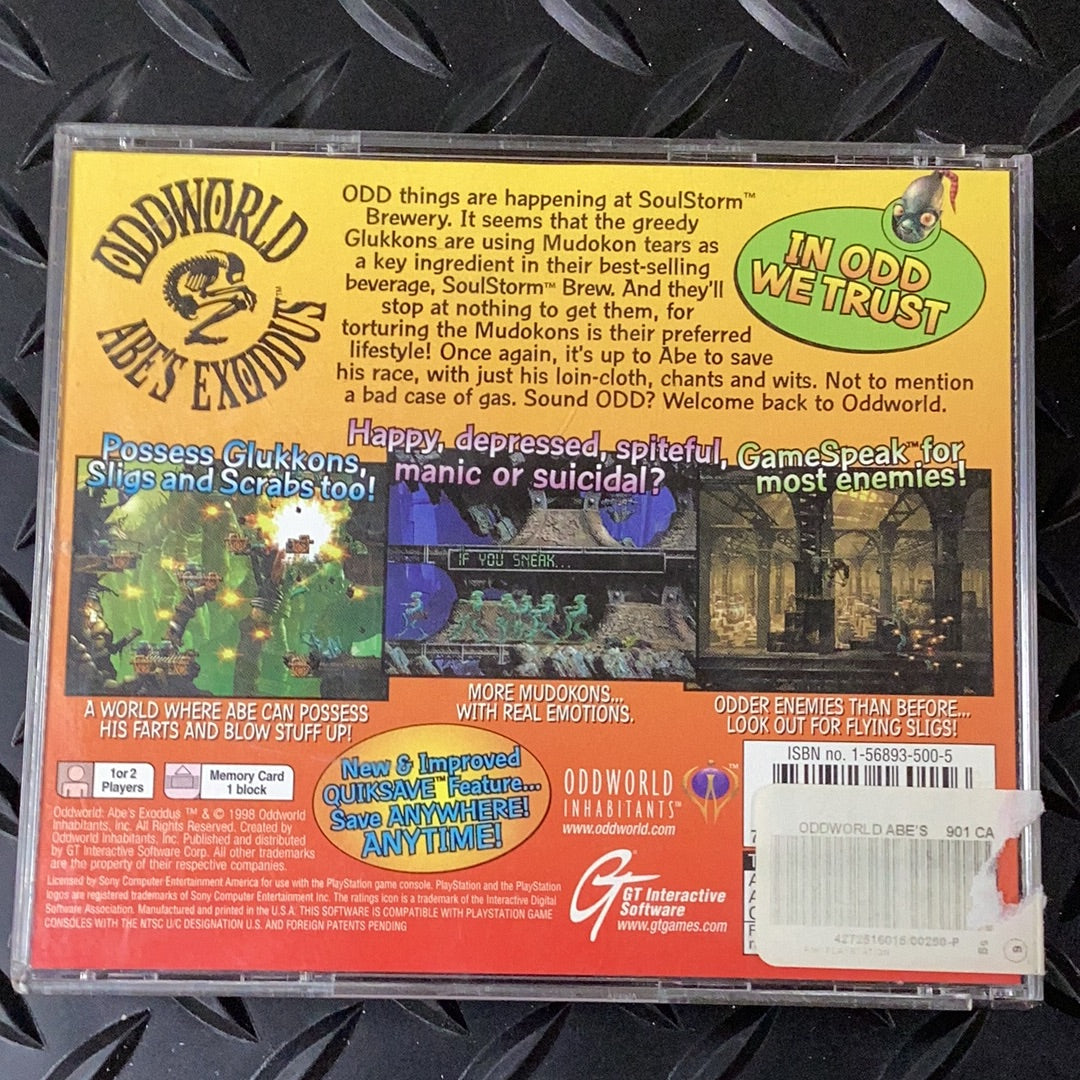 ODDWORLD
ABE'S EXODDUS™
ODD things are happening at SoulStorm™
Brewery. It seems that the greedy
Glukkons are using Mudokon tears as
a key ingredient in their best-selling
beverage, SoulStorm™ Brew. And they'll
stop at nothing to get them, for
torturing the Mudokons is their preferred
lifestyle! Once again, it's up to Abe to save
his race, with just his loin-cloth, chants and wits. Not to mention
a bad case of gas. Sound ODD? Welcome back to Oddworld.
IN ODD
WE TRUST
Possess Glukkons,
Sligs and Scrabs too!
Happy, depressed, spiteful,
manic or suicidal?
GameSpeak™ for
most enemies!
IF YOU SNEAK...
A WORLD WHERE ABE CAN POSSESS
HIS FARTS AND BLOW STUFF UP!
MORE MUDOKONS...
WITH REAL EMOTIONS.
ODDER ENEMIES THAN BEFORE...
LOOK OUT FOR FLYING SLIGS!
1 or 2
Players
Memory Card
1 block
New & Improved
QUIKSAVE™ Feature...
Save ANYWHERE!
ANYTIME!
ODDWORLD
INHABITANTS™
www.oddworld.com
GT Interactive
Software
www.gtgames.com
Oddworld: Abe's Exoddus ™ & © 1998 Oddworld
Inhabitants, Inc. All Rights Reserved. Created by
Oddworld Inhabitants, Inc. Published and distributed
by GT Interactive Software Corp. All other trademarks
are the property of their respective companies.
Licensed by Sony Computer Entertainment America for use with the PlayStation game console. PlayStation and the PlayStation
logos are registered trademarks of Sony Computer Entertainment Inc. The ratings icon is a trademark of the Interactive Digital
Software Association. Manufactured and printed in the U.S.A. THIS SOFTWARE IS COMPATIBLE WITH PLAYSTATION GAME
CONSOLES WITH THE NTSC U/C DESIGNATION U.S. AND FOREIGN PATENTS PENDING
ISBN no. 1-56893-500-5
7
ODDWORLD ABE'S 901 CA